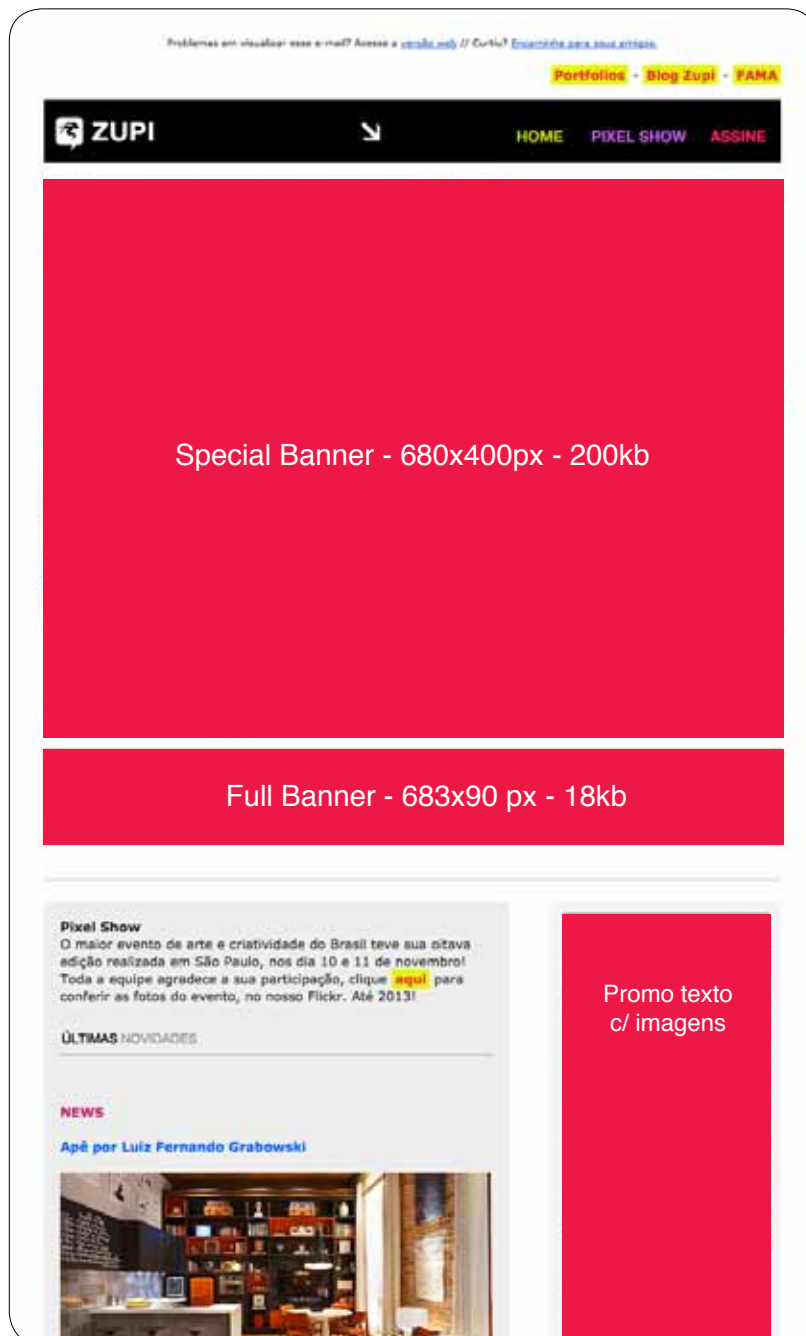 Problemas em visualizar esse e-mail? Acesse a versão web // Curtiu? Encaminhe para seus amigos.
Portfolios - Blog Zupi - FAMA
ZUPI
HOME PIXEL SHOW ASSINE
Special Banner - 680x400px - 200kb
Full Banner - 683x90 px - 18kb
Pixel Show
O maior evento de arte e criatividade do Brasil teve sua oitava
edição realizada em São Paulo, nos dia 10 e 11 de novembro!
Toda a equipe agradece a sua participação, clique aqui para
conferir as fotos do evento, no nosso Flickr. Até 2013!
ÚLTIMAS NOVIDADES
NEWS
Apê por Luiz Fernando Grabowski
Promo texto
c/ imagens